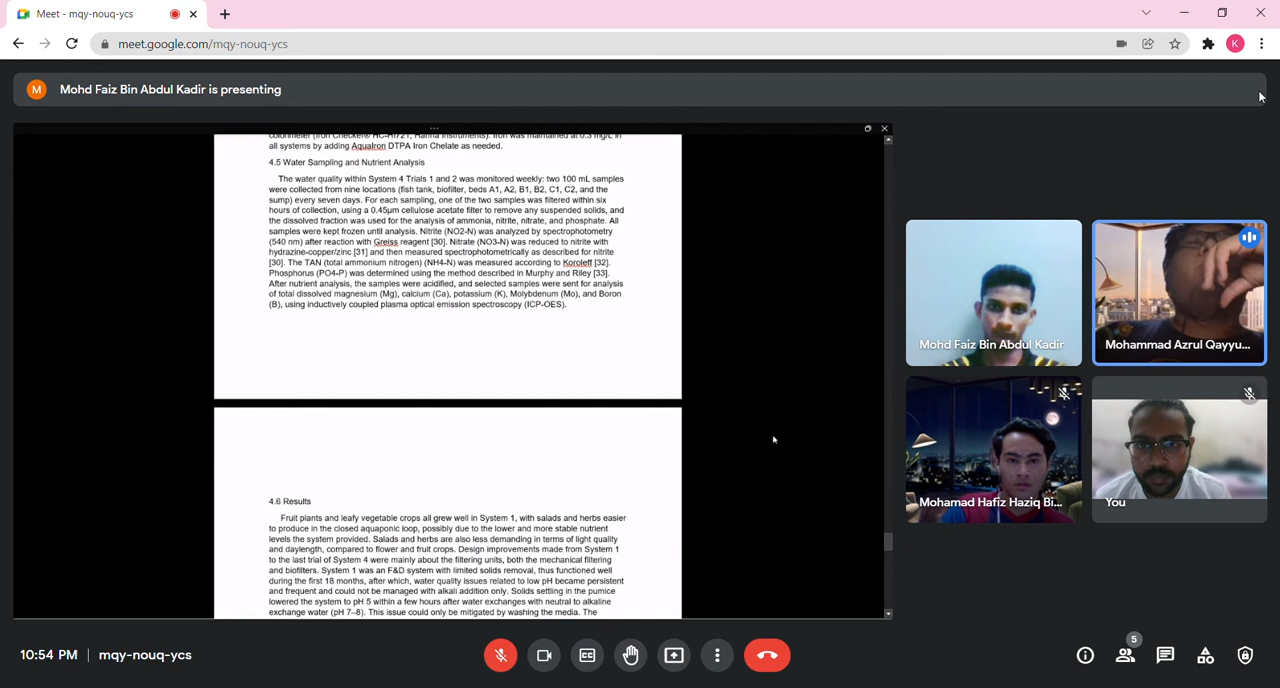 Meet - mqy-nouq-ycs
meet.google.com/mqy-nouq-ycs
K
M
Mohd Faiz Bin Abdul Kadir is presenting
colorimeter (Iron Checker® HC-HI721, Hanna Instruments). Iron was maintained at 0.3 mg/L in
all systems by adding AquaIron DTPA Iron Chelate as needed.
4.5 Water Sampling and Nutrient Analysis
The water quality within System 4 Trials 1 and 2 was monitored weekly: two 100 mL samples
were collected from nine locations (fish tank, biofilter, beds A1, A2, B1, B2, C1, C2, and the
sump) every seven days. For each sampling, one of the two samples was filtered within six
hours of collection, using a 0.45μm cellulose acetate filter to remove any suspended solids, and
the dissolved fraction was used for the analysis of ammonia, nitrite, nitrate, and phosphate. All
samples were kept frozen until analysis. Nitrite (NO2-N) was analyzed by spectrophotometry
(540 nm) after reaction with Greiss reagent [30]. Nitrate (NO3-N) was reduced to nitrite with
hydrazine-copper/zinc [31] and then measured spectrophotometrically as described for nitrite
[30]. The TAN (total ammonium nitrogen) (NH4-N) was measured according to Koroleff [32].
Phosphorus (PO4-P) was determined using the method described in Murphy and Riley [33].
After nutrient analysis, the samples were acidified, and selected samples were sent for analysis
of total dissolved magnesium (Mg), calcium (Ca), potassium (K), Molybdenum (Mo), and Boron
(B), using inductively coupled plasma optical emission spectroscopy (ICP-OES).
4.6 Results
Fruit plants and leafy vegetable crops all grew well in System 1, with salads and herbs easier
to produce in the closed aquaponic loop, possibly due to the lower and more stable nutrient
levels the system provided. Salads and herbs are also less demanding in terms of light quality
and daylength, compared to flower and fruit crops. Design improvements made from System 1
to the last trial of System 4 were mainly about the filtering units, both the mechanical filtering
and biofilters. System 1 was an F&D system with limited solids removal, thus functioned well
during the first 18 months, after which, water quality issues related to low pH became persistent
and frequent and could not be managed with alkali addition only. Solids settling in the pumice
lowered the system to pH 5 within a few hours after water exchanges with neutral to alkaline
exchange water (pH 7–8). This issue could only be mitigated by washing the media. The
Mohd Faiz Bin Abdul Kadir
Mohammad Azrul Qayyu...
Mohamad Hafiz Haziq Bi...
You
10:54 PM | mqy-nouq-ycs
5